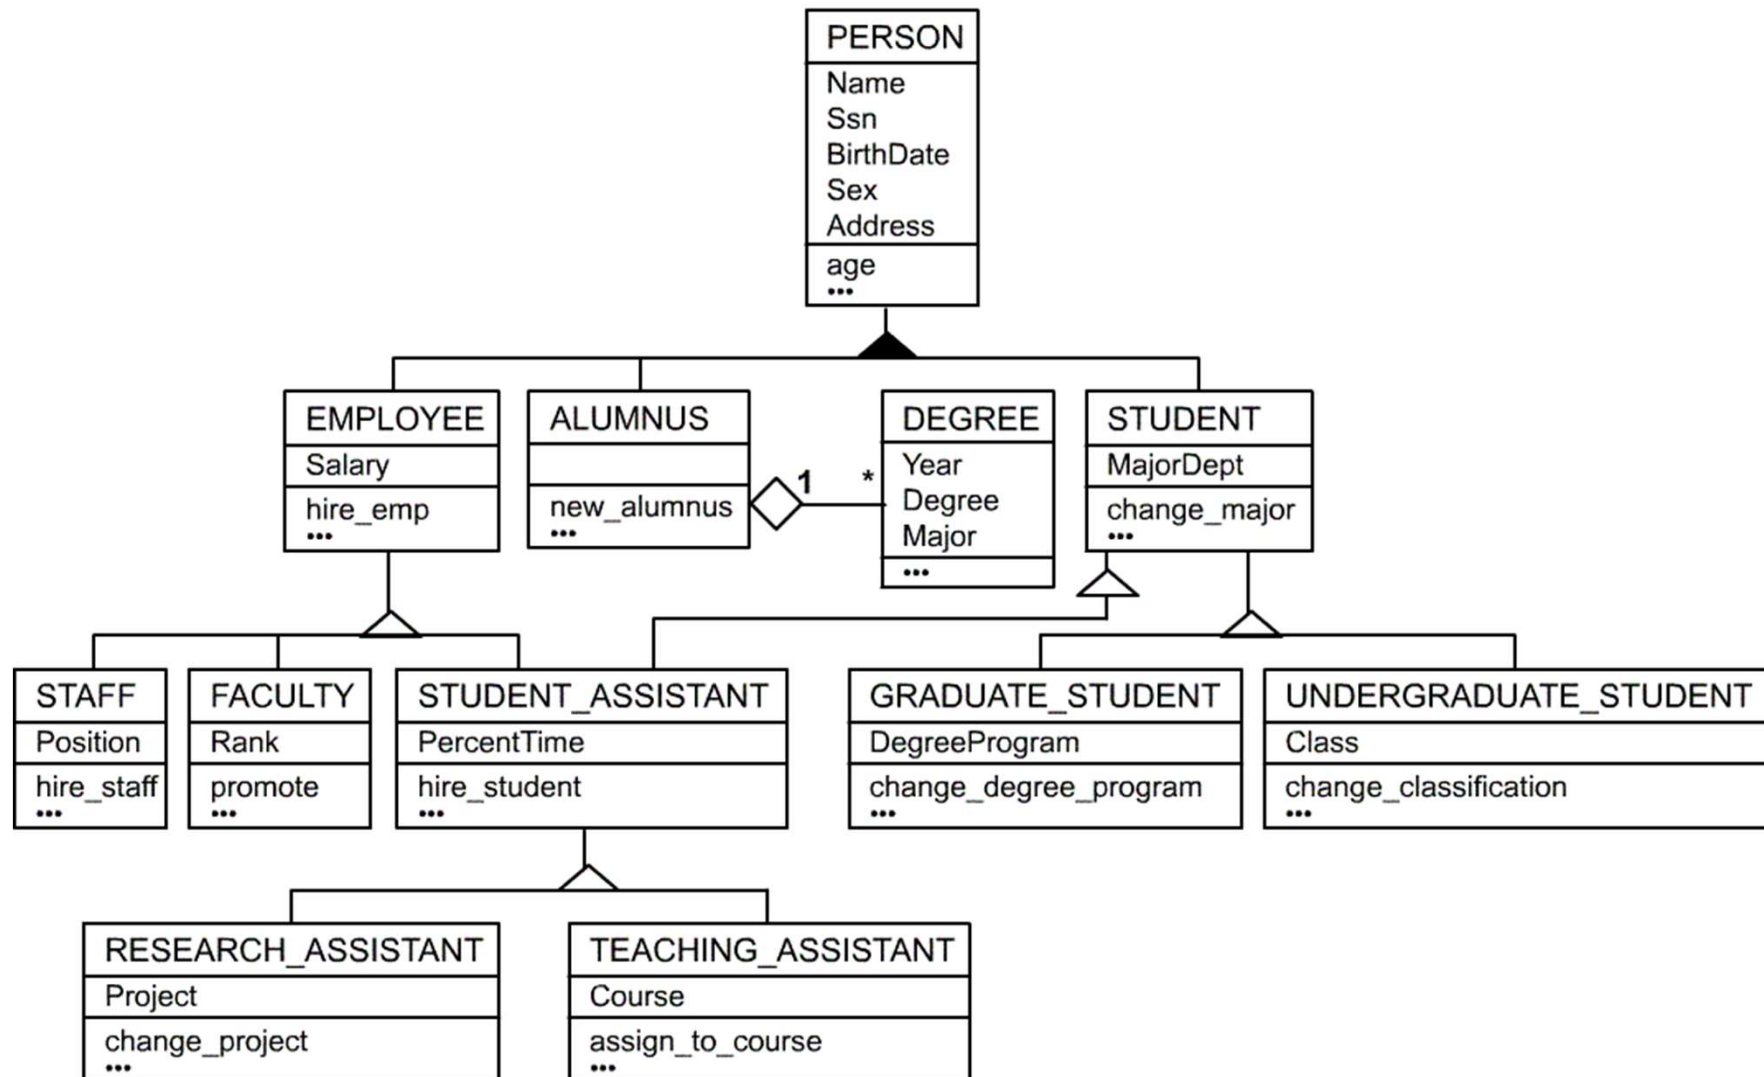 PERSON
Name
Ssn
BirthDate
Sex
Address
age
•••
EMPLOYEE
Salary
hire_emp
•••
ALUMNUS
new_alumnus
•••
1
*
DEGREE
Year
Degree
Major
•••
STUDENT
MajorDept
change_major
•••
STAFF
Position
hire_staff
•••
FACULTY
Rank
promote
•••
STUDENT_ASSISTANT
PercentTime
hire_student
•••
GRADUATE_STUDENT
DegreeProgram
change_degree_program
•••
UNDERGRADUATE_STUDENT
Class
change_classification
•••
RESEARCH_ASSISTANT
Project
change_project
•••
TEACHING_ASSISTANT
Course
assign_to_course
•••